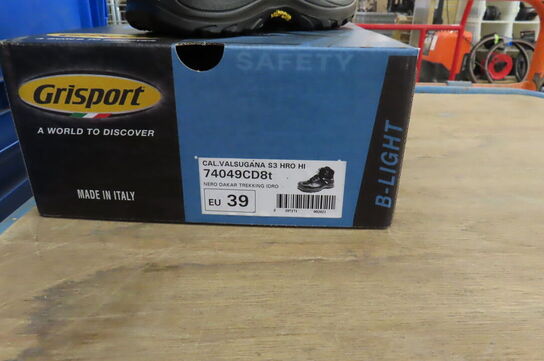 SAFETY
Grisport
A WORLD TO DISCOVER
MADE IN ITALY
CAL.VALSUGANA S3 HRO HI
74049CD8t
NERO DAKAR TREKKING IDRO
EU 39
B-LIGHT